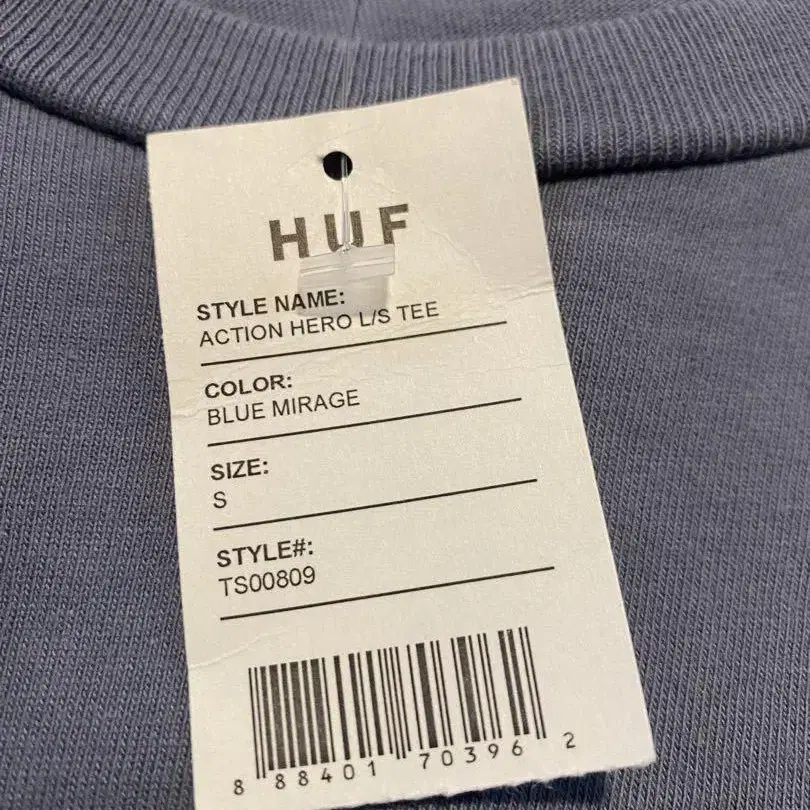 HUF
STYLE NAME:
ACTION HERO L/S TEE
COLOR:
BLUE MIRAGE
SIZE:
S
STYLE#:
TS00809
8 88401 70396 2